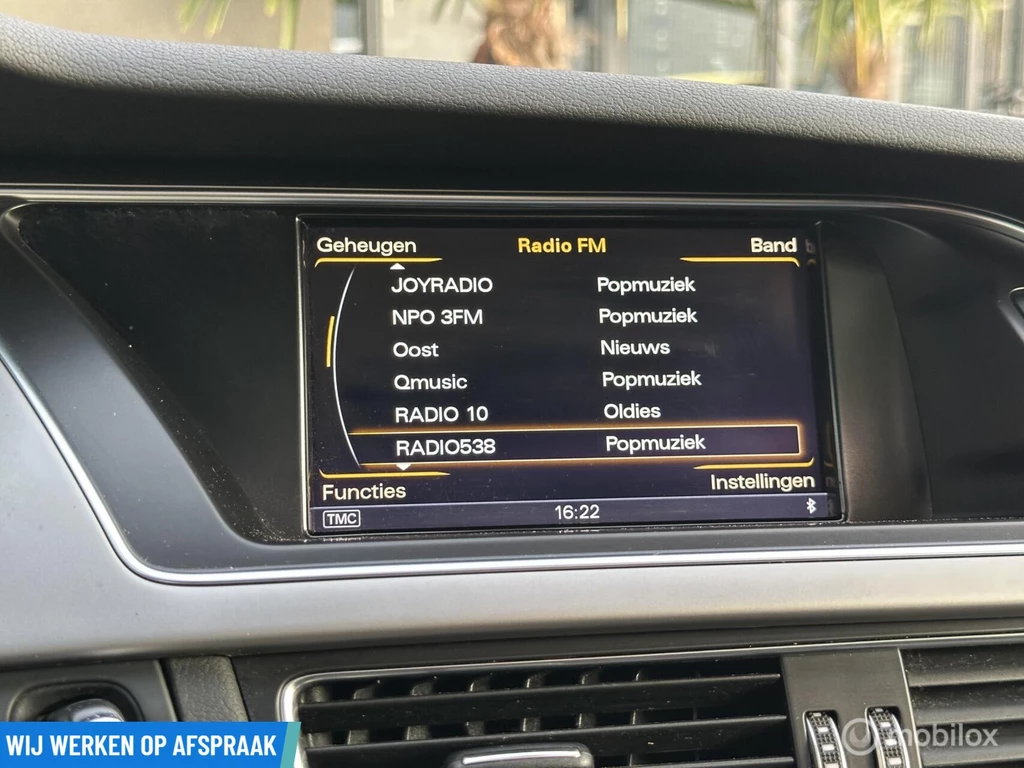 Geheugen Radio FM Band
JOYRADIO Popmuziek
NPO 3FM Popmuziek
Oost Nieuws
Qmusic Popmuziek
RADIO 10 Oldies
RADIO538 Popmuziek
Functies Instellingen
TMC 16:22
WIJ WERKEN OP AFSPRAAK
mobilox